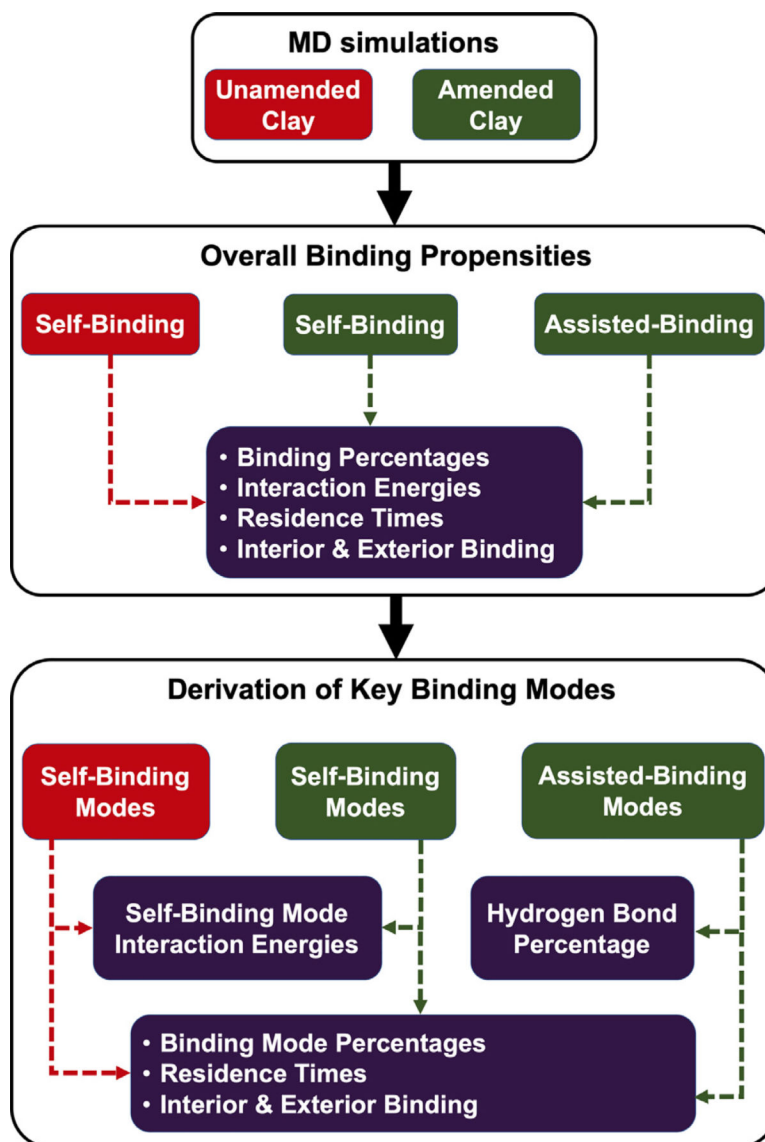 MD simulations
Unamended
Clay
Amended
Clay
Overall Binding Propensities
Self-Binding
Self-Binding
Assisted-Binding
• Binding Percentages
• Interaction Energies
• Residence Times
• Interior & Exterior Binding
Derivation of Key Binding Modes
Self-Binding
Modes
Self-Binding
Modes
Assisted-Binding
Modes
Self-Binding Mode
Interaction Energies
Hydrogen Bond
Percentage
• Binding Mode Percentages
• Residence Times
• Interior & Exterior Binding